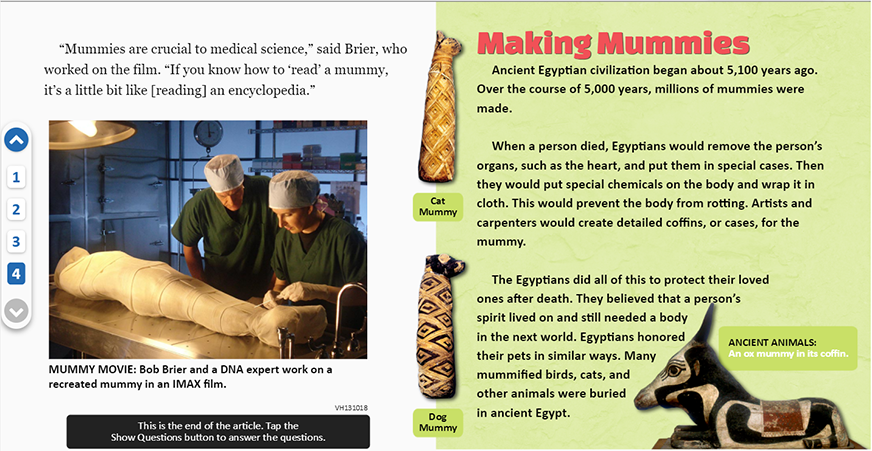 “Mummies are crucial to medical science,” said Brier, who
worked on the film. “If you know how to ‘read’ a mummy,
it’s a little bit like [reading] an encyclopedia.”
1
2
3
4
MUMMY MOVIE: Bob Brier and a DNA expert work on a
recreated mummy in an IMAX film.
VH131018
This is the end of the article. Tap the
Show Questions button to answer the questions.
Making Mummies
Ancient Egyptian civilization began about 5,100 years ago.
Over the course of 5,000 years, millions of mummies were
made.
When a person died, Egyptians would remove the person’s
organs, such as the heart, and put them in special cases. Then
they would put special chemicals on the body and wrap it in
cloth. This would prevent the body from rotting. Artists and
carpenters would create detailed coffins, or cases, for the
mummy.
The Egyptians did all of this to protect their loved
ones after death. They believed that a person’s
spirit lived on and still needed a body
in the next world. Egyptians honored
their pets in similar ways. Many
mummified birds, cats, and
other animals were buried
in ancient Egypt.
Cat
Mummy
Dog
Mummy
ANCIENT ANIMALS:
An ox mummy in its coffin.